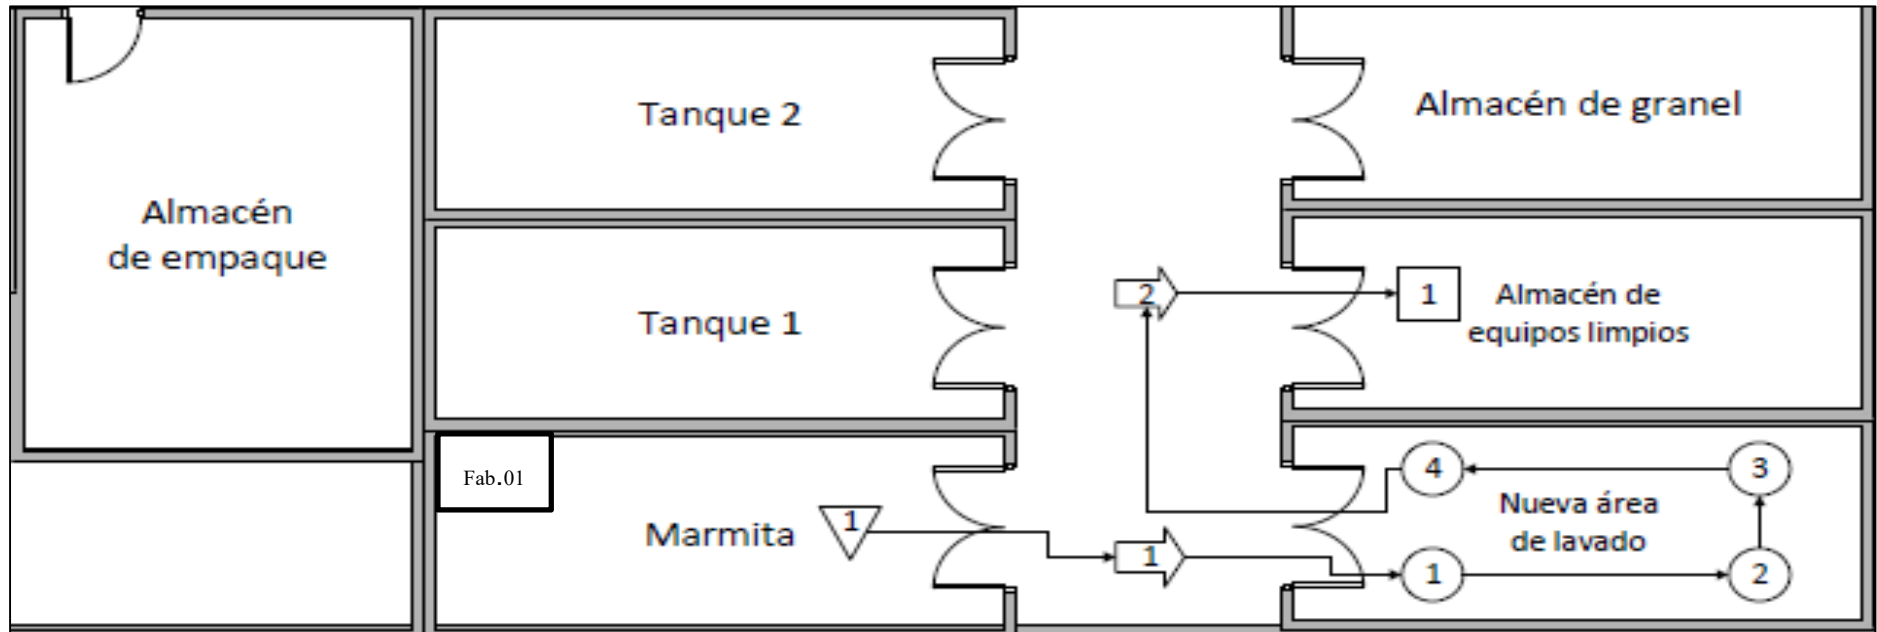 Almacén
de empaque
Tanque 2
Tanque 1
Fab.01
Marmita
1
1
2
Almacén de granel
1
Almacén de
equipos limpios
4
3
Nueva área
de lavado
1
2